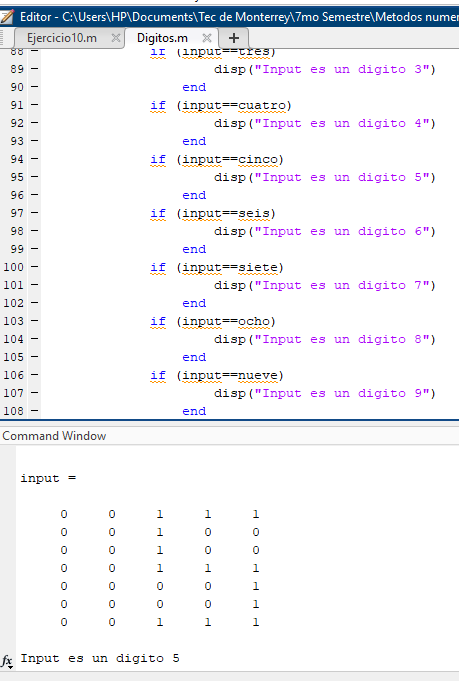 Editor - C:\Users\HP\Documents\Tec de Monterrey\7mo Semestre\Metodos numer
Ejercicio10.m Digitos.m +
88 - if (input==tres)
89 - disp("Input es un digito 3")
90 - end
91 - if (input==cuatro)
92 - disp("Input es un digito 4")
93 - end
94 - if (input==cinco)
95 - disp("Input es un digito 5")
96 - end
97 - if (input==seis)
98 - disp("Input es un digito 6")
99 - end
100 - if (input==siete)
101 - disp("Input es un digito 7")
102 - end
103 - if (input==ocho)
104 - disp("Input es un digito 8")
105 - end
106 - if (input==nueve)
107 - disp("Input es un digito 9")
108 - end
Command Window
input =
0 0 1 1 1
0 0 1 0 0
0 0 1 0 0
0 0 1 1 1
0 0 0 0 1
0 0 0 0 1
0 0 1 1 1
fx Input es un digito 5